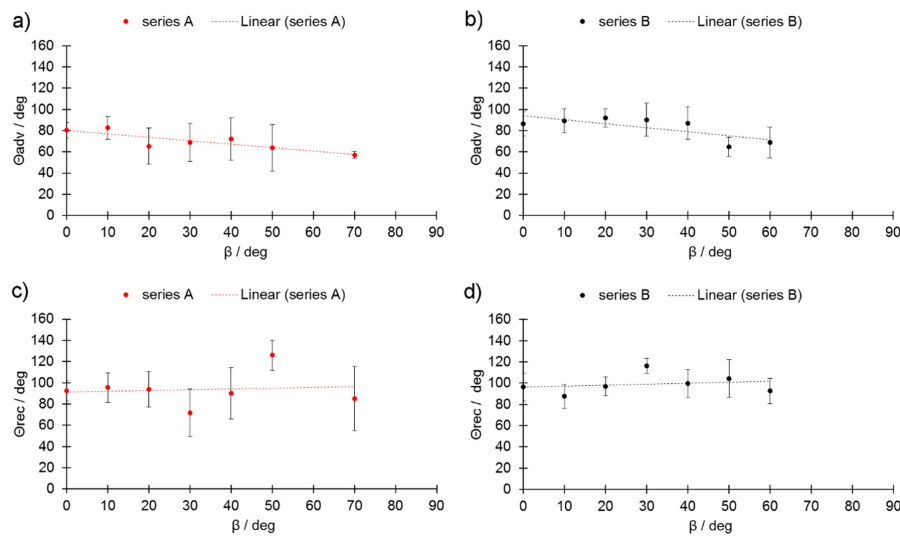 a)
series A
Linear (series A)
160
140
120
100
80
60
40
20
0
Θadv / deg
0 10 20 30 40 50 60 70 80 90
β / deg
b)
series B
Linear (series B)
160
140
120
100
80
60
40
20
0
Θadv / deg
0 10 20 30 40 50 60 70 80 90
β / deg
c)
series A
Linear (series A)
160
140
120
100
80
60
40
20
0
Θrec / deg
0 10 20 30 40 50 60 70 80 90
β / deg
d)
series B
Linear (series B)
160
140
120
100
80
60
40
20
0
Θrec / deg
0 10 20 30 40 50 60 70 80 90
β / deg